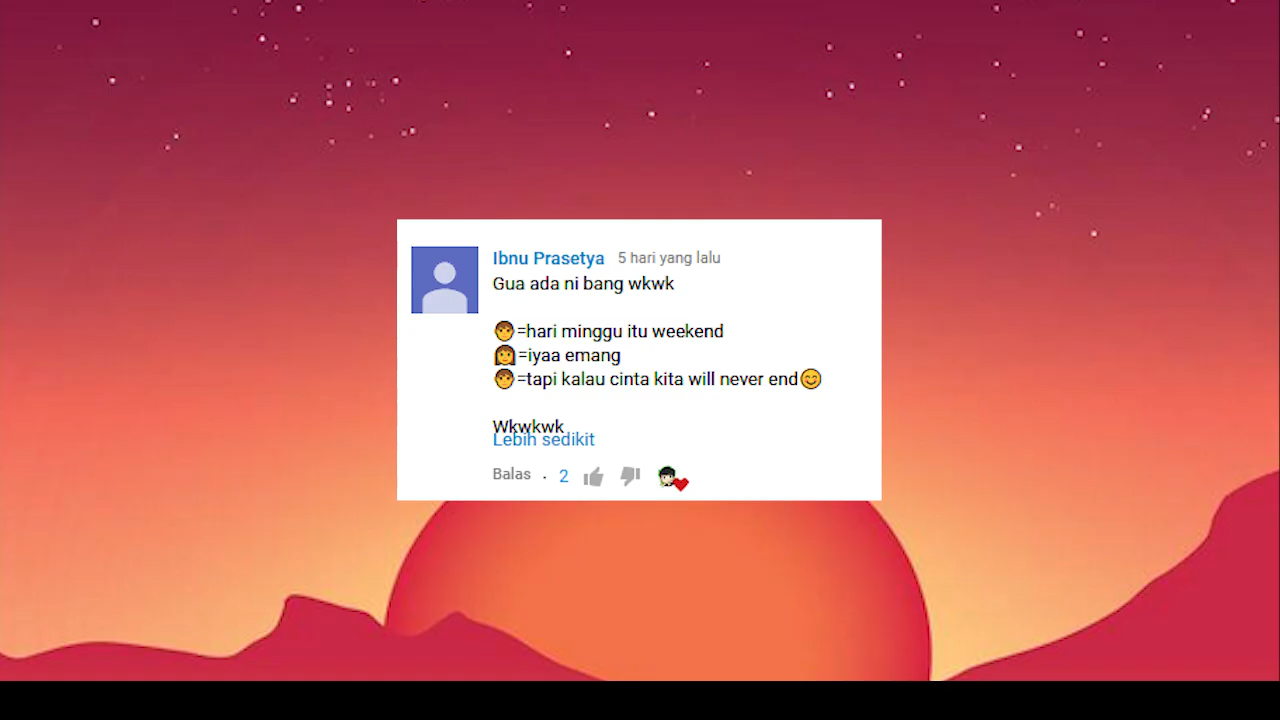 Ibnu Prasetya 5 hari yang lalu
Gua ada ni bang wkwk
👦=hari minggu itu weekend
👩=iyaa emang
👦=tapi kalau cinta kita will never end😊
Wkwkwk
Lebih sedikit
Balas . 2